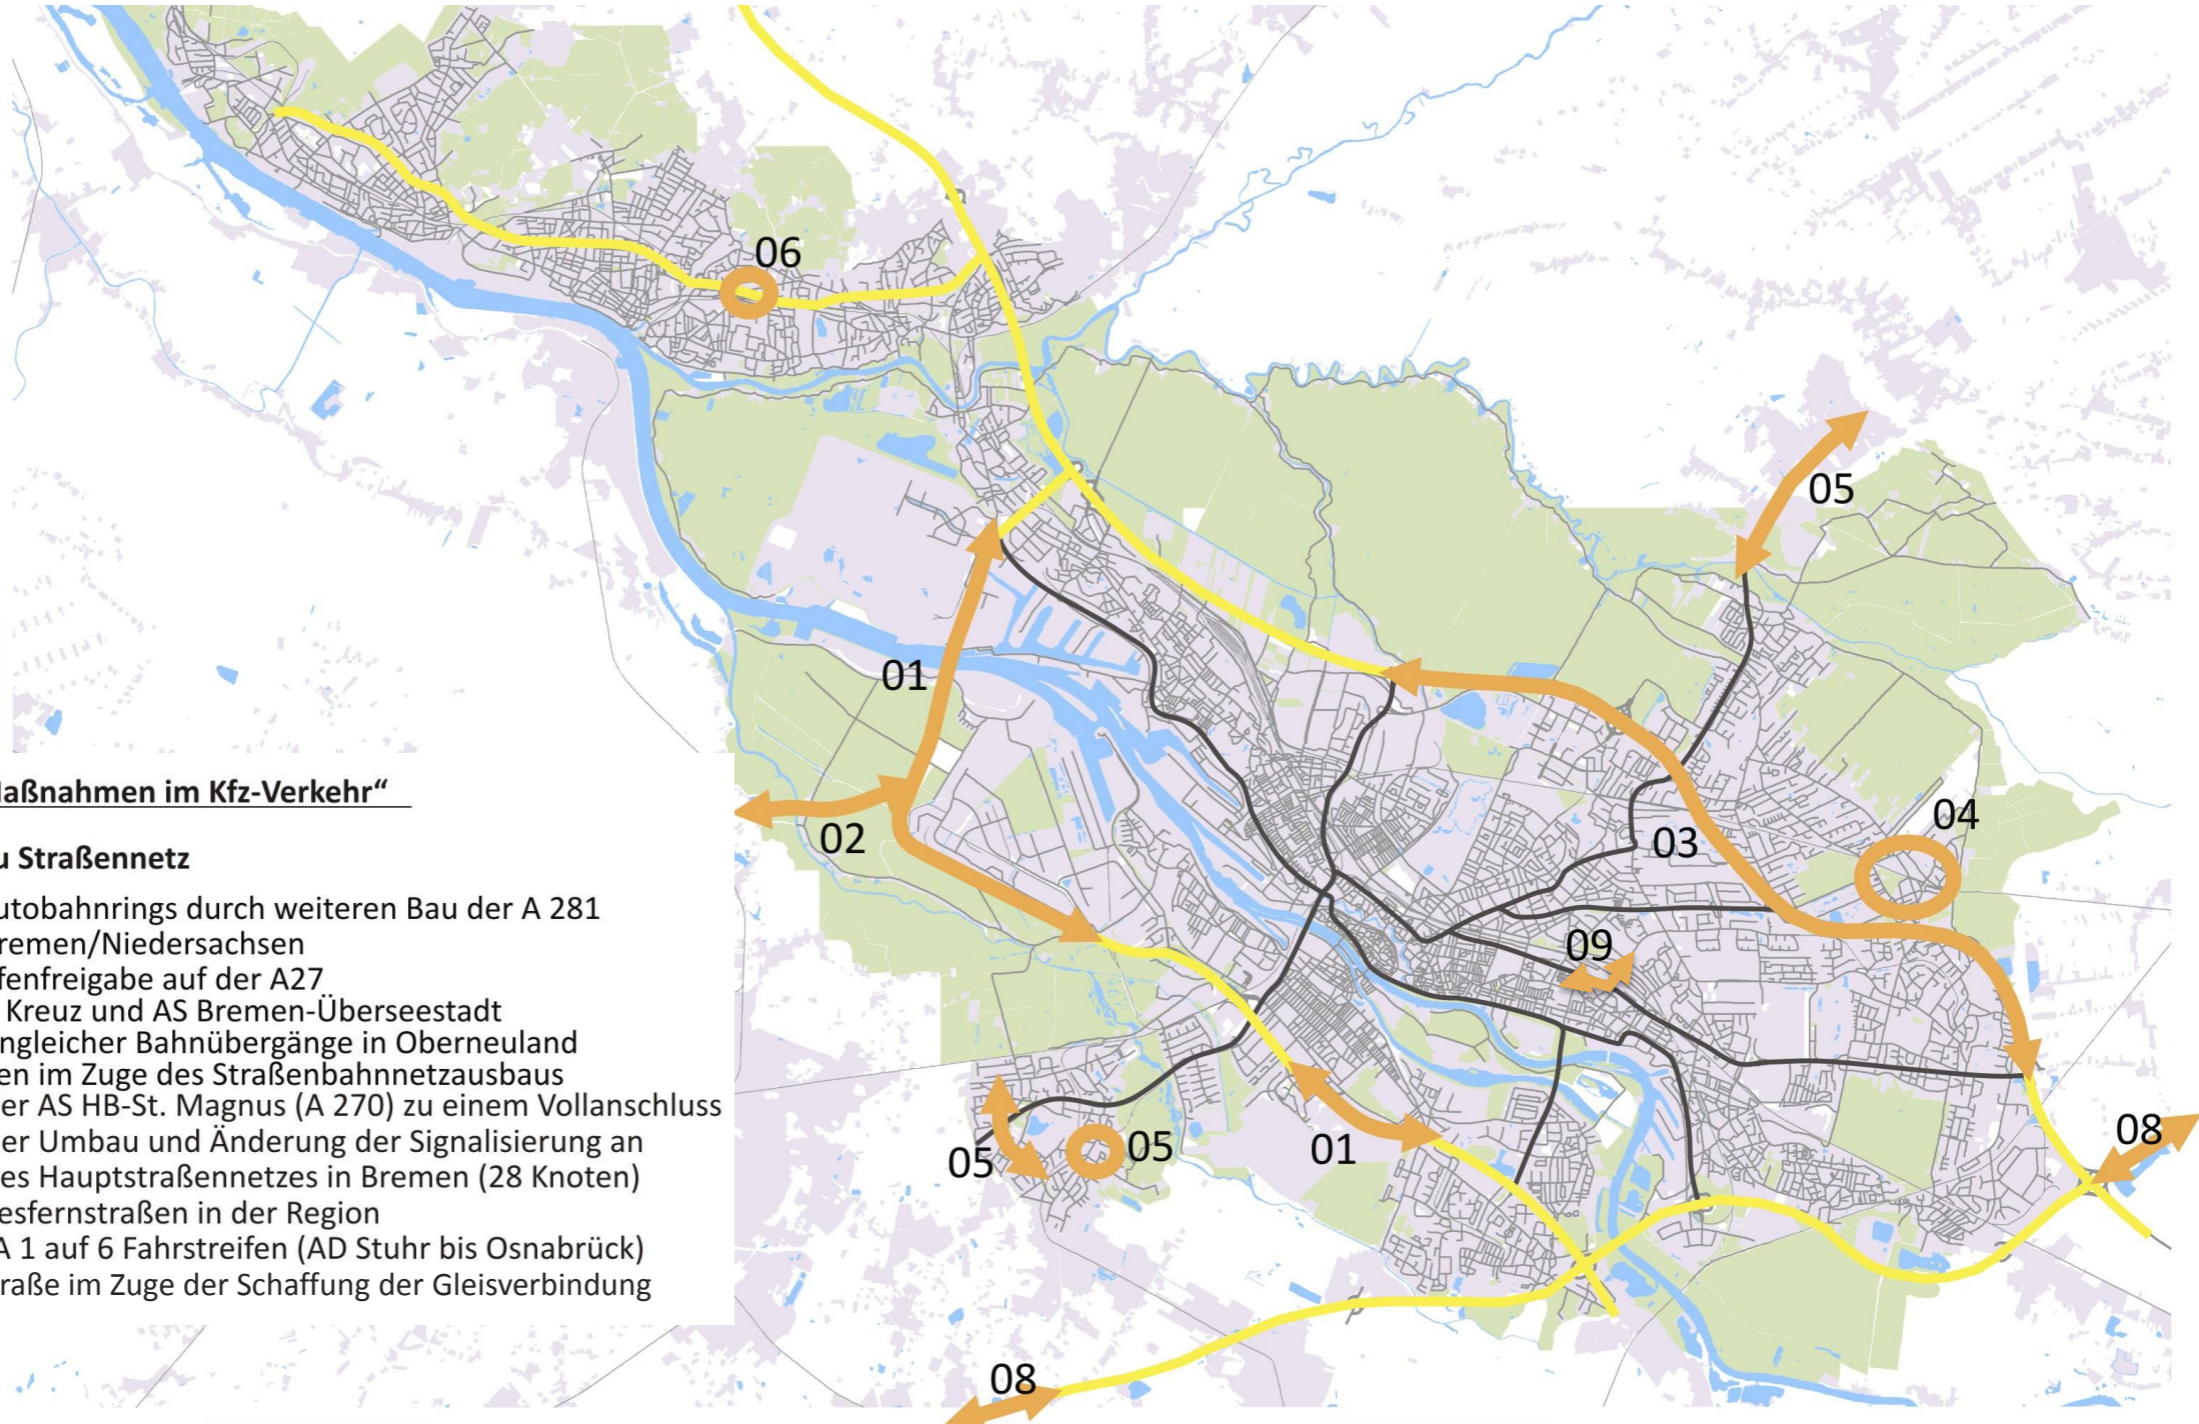 06
05
01
04
02
03
09
01
05
05
08
08
laßnahmen im Kfz-Verkehr“
u Straßennetz
utobahnrings durch weiteren Bau der A 281
remen/Niedersachsen
fenfreigabe auf der A27
Kreuz und AS Bremen-Überseestadt
ngleicher Bahnübergänge in Oberneuland
en im Zuge des Straßenbahnnetzausbaus
er AS HB-St. Magnus (A 270) zu einem Vollanschluss
er Umbau und Änderung der Signalisierung an
es Hauptstraßennetzes in Bremen (28 Knoten)
esfernstraßen in der Region
A 1 auf 6 Fahrstreifen (AD Stuhr bis Osnabrück)
raße im Zuge der Schaffung der Gleisverbindung